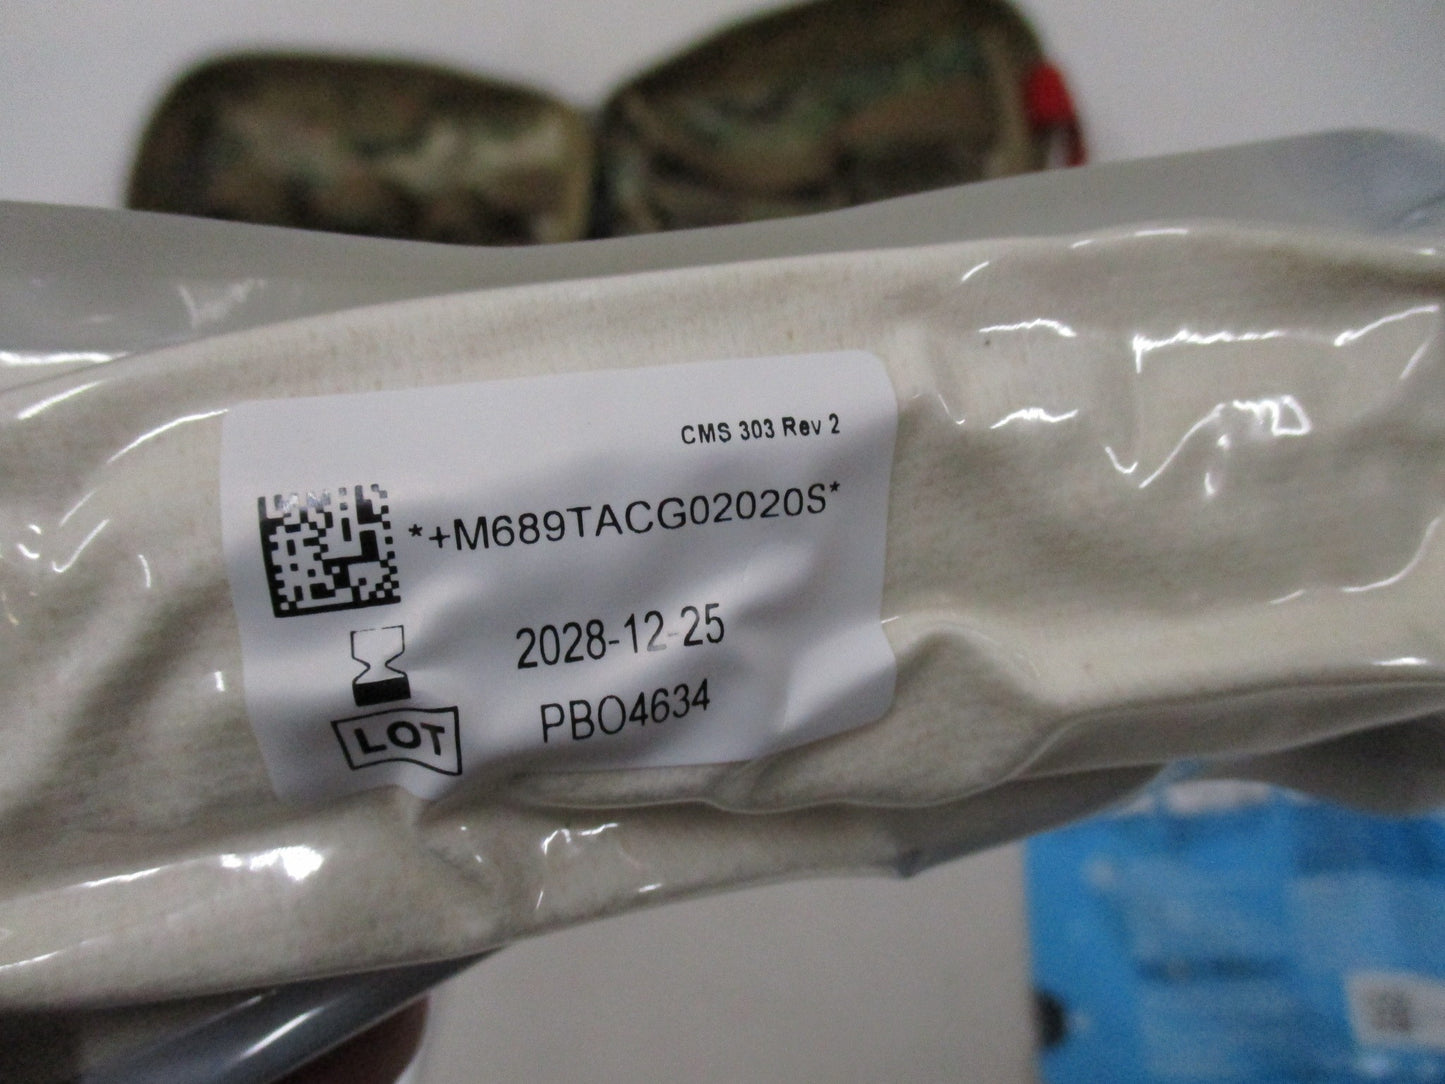 CMS 303 Rev 2
*+M689TACG02020S*
2028-12-25
LOT PBO4634